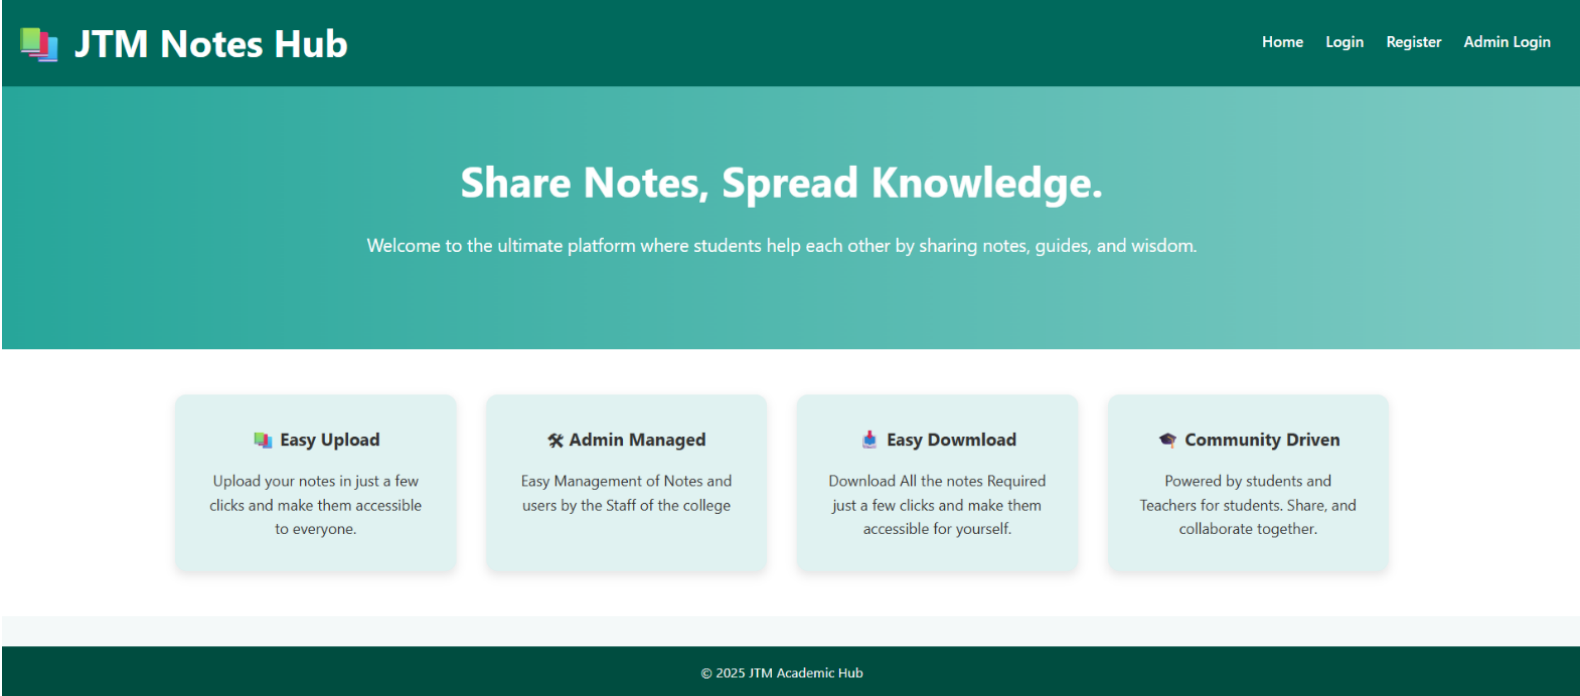 JTM Notes Hub
Home Login Register Admin Login
Share Notes, Spread Knowledge.
Welcome to the ultimate platform where students help each other by sharing notes, guides, and wisdom.
Easy Upload
Upload your notes in just a few
clicks and make them accessible
to everyone.
Admin Managed
Easy Management of Notes and
users by the Staff of the college
Easy Dowmload
Download All the notes Required
just a few clicks and make them
accessible for yourself.
Community Driven
Powered by students and
Teachers for students. Share, and
collaborate together.
© 2025 JTM Academic Hub